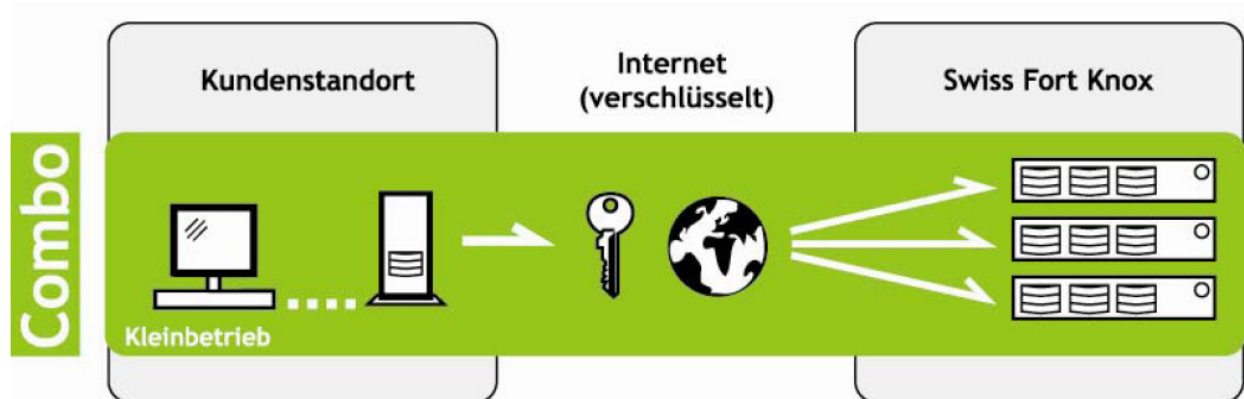 Kundenstandort
Internet
(verschlüsselt)
Swiss Fort Knox
Combo
Kleinbetrieb